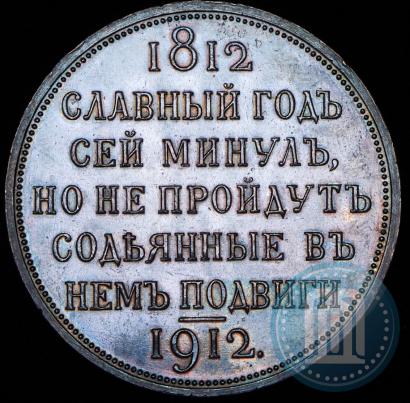 1812
СЛАВНЫЙ ГОДЪ
СЕЙ МИНУЛЪ,
НО НЕ ПРОЙДУТЪ
СОДѢЯННЫЕ ВЪ
НЕМЪ ПОДВИГИ
1912.